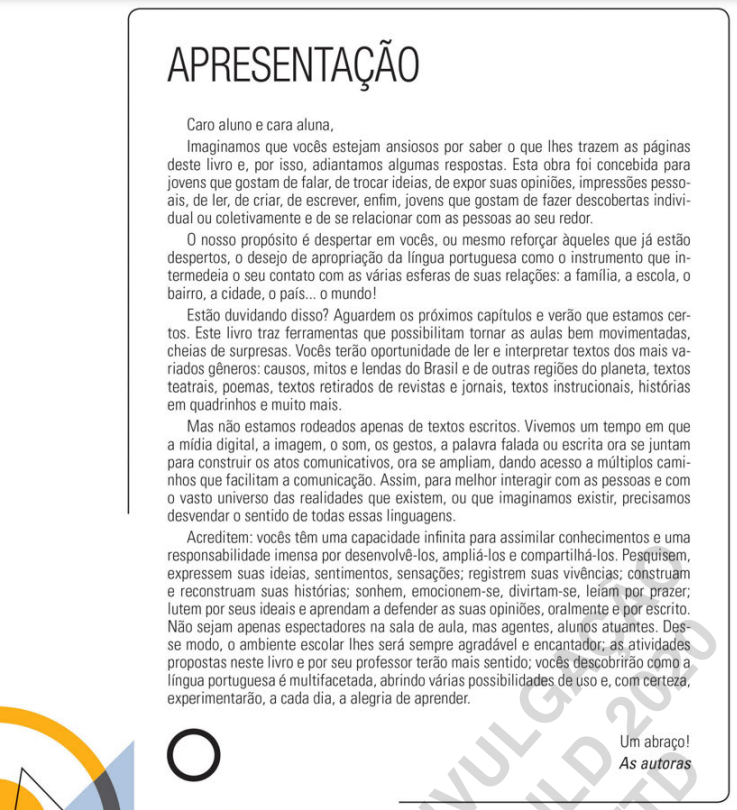 APRESENTAÇÃO
Caro aluno e cara aluna,
Imaginamos que vocês estejam ansiosos por saber o que lhes trazem as páginas
deste livro e, por isso, adiantamos algumas respostas. Esta obra foi concebida para
jovens que gostam de falar, de trocar ideias, de expor suas opiniões, impressões pesso-
ais, de ler, de criar, de escrever, enfim, jovens que gostam de fazer descobertas indivi-
dual ou coletivamente e de se relacionar com as pessoas ao seu redor.
O nosso propósito é despertar em vocês, ou mesmo reforçar àqueles que já estão
despertos, o desejo de apropriação da língua portuguesa como o instrumento que in-
termedeia o seu contato com as várias esferas de suas relações: a família, a escola, o
bairro, a cidade, o país... o mundo!
Estão duvidando disso? Aguardem os próximos capítulos e verão que estamos cer-
tos. Este livro traz ferramentas que possibilitam tornar as aulas bem movimentadas,
cheias de surpresas. Vocês terão oportunidade de ler e interpretar textos dos mais va-
riados gêneros: causos, mitos e lendas do Brasil e de outras regiões do planeta, textos
teatrais, poemas, textos retirados de revistas e jornais, textos instrucionais, histórias
em quadrinhos e muito mais.
Mas não estamos rodeados apenas de textos escritos. Vivemos um tempo em que
a mídia digital, a imagem, o som, os gestos, a palavra falada ou escrita ora se juntam
para construir os atos comunicativos, ora se ampliam, dando acesso a múltiplos cami-
nhos que facilitam a comunicação. Assim, para melhor interagir com as pessoas e com
o vasto universo das realidades que existem, ou que imaginamos existir, precisamos
desvendar o sentido de todas essas linguagens.
Acreditem: vocês têm uma capacidade infinita para assimilar conhecimentos e uma
responsabilidade imensa por desenvolvê-los, ampliá-los e compartilhá-los. Pesquisem,
expressem suas ideias, sentimentos, sensações; registrem suas vivências; construam
e reconstruam suas histórias; sonhem, emocionem-se, divirtam-se, leiam por prazer;
lutem por seus ideais e aprendam a defender as suas opiniões, oralmente e por escrito.
Não sejam apenas espectadores na sala de aula, mas agentes, alunos atuantes. Des-
se modo, o ambiente escolar lhes será sempre agradável e encantador; as atividades
propostas neste livro e por seu professor terão mais sentido; vocês descobrirão como a
língua portuguesa é multifacetada, abrindo várias possibilidades de uso e, com certeza,
experimentarão, a cada dia, a alegria de aprender.
Um abraço!
As autoras
VULGAÇÃO
LD 2020
TD